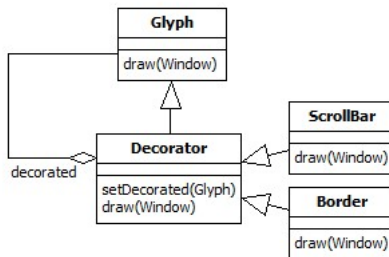 Glyph
draw(Window)
ScrollBar
draw(Window)
Decorator
setDecorated(Glyph)
draw(Window)
decorated
Border
draw(Window)